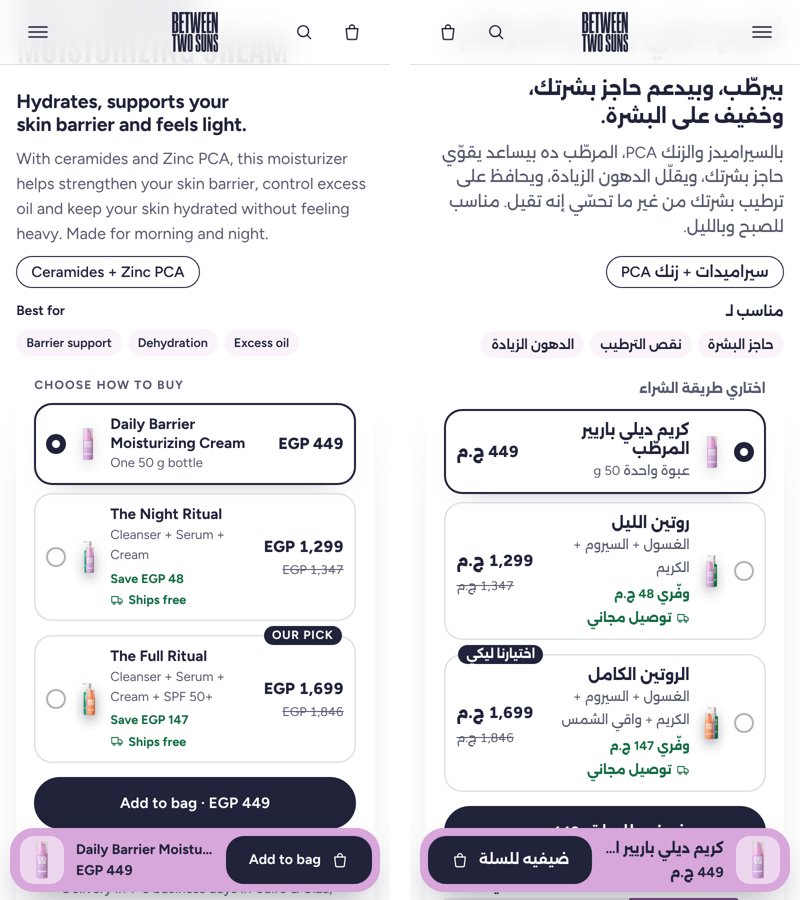 BETWEEN
TWO SUNS
MOISTURIZING CREAM
Hydrates, supports your
skin barrier and feels light.
With ceramides and Zinc PCA, this moisturizer
helps strengthen your skin barrier, control excess
oil and keep your skin hydrated without feeling
heavy. Made for morning and night.
Ceramides + Zinc PCA
Best for
Barrier support
Dehydration
Excess oil
CHOOSE HOW TO BUY
Daily Barrier
Moisturizing Cream
One 50 g bottle
EGP 449
The Night Ritual
Cleanser + Serum +
Cream
Save EGP 48
Ships free
EGP 1,299
EGP 1,347
OUR PICK
The Full Ritual
Cleanser + Serum +
Cream + SPF 50+
Save EGP 147
Ships free
EGP 1,699
EGP 1,846
Add to bag · EGP 449
Daily Barrier Moistu...
EGP 449
Add to bag
BETWEEN
TWO SUNS
بيرطّب، وبيدعم حاجز بشرتك،
وخفيف على البشرة.
بالسيراميدز والزنك PCA، المرطّب ده بيساعد يقوّي
حاجز بشرتك، ويقلّل الدهون الزيادة، ويحافظ على
ترطيب بشرتك من غير ما تحسّي إنه تقيل. مناسب
للصبح وبالليل.
سيراميدات + زنك PCA
مناسب لـ
حاجز البشرة
نقص الترطيب
الدهون الزيادة
اختاري طريقة الشراء
كريم ديلي باريير
المرطّب
عبوة واحدة 50 g
449 ج.م
روتين الليل
الغسول + السيروم +
الكريم
وفّري 48 ج.م
توصيل مجاني
1,299 ج.م
1,347 ج.م
اختيارنا ليكي
الروتين الكامل
الغسول + السيروم +
الكريم + واقي الشمس
وفّري 147 ج.م
توصيل مجاني
1,699 ج.م
1,846 ج.م
كريم ديلي باريير ا...
449 ج.م
ضيفيه للسلة